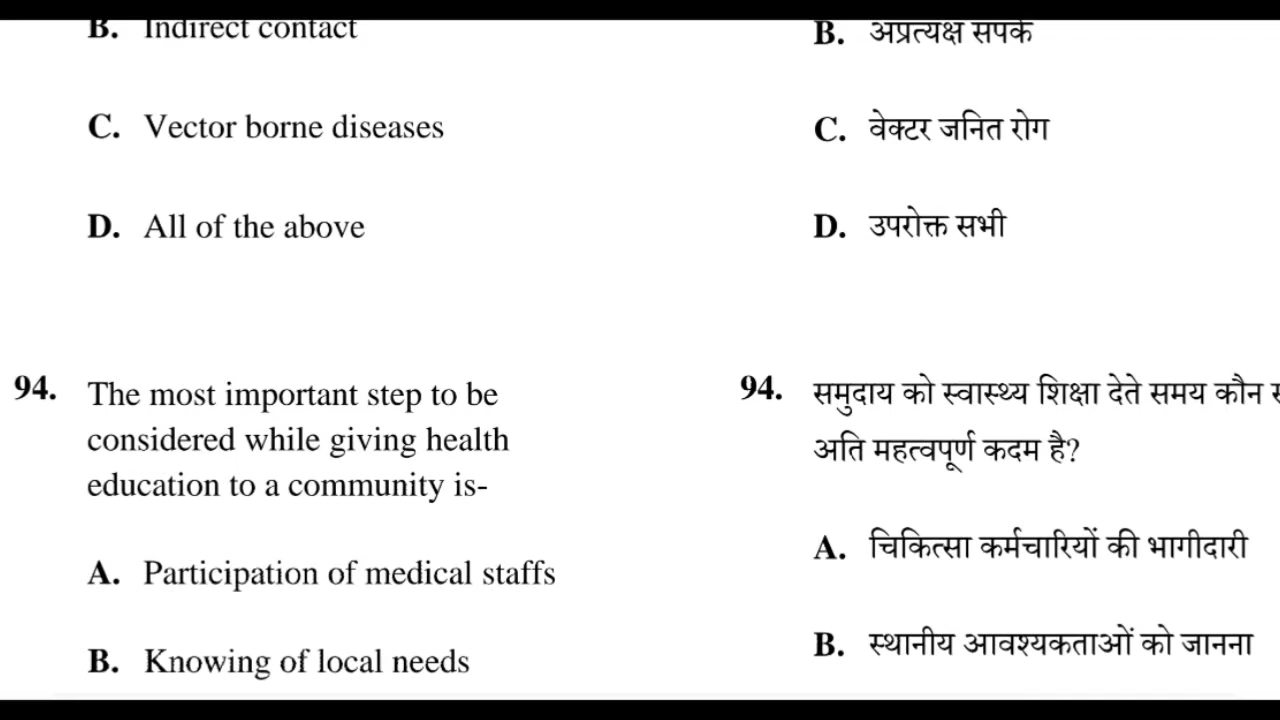 B. Indirect contact
C. Vector borne diseases
D. All of the above
94. The most important step to be
considered while giving health
education to a community is-
A. Participation of medical staffs
B. Knowing of local needs
B. अप्रत्यक्ष संपर्क
C. वेक्टर जनित रोग
D. उपरोक्त सभी
94. समुदाय को स्वास्थ्य शिक्षा देते समय कौन
अति महत्वपूर्ण कदम है?
A. चिकित्सा कर्मचारियों की भागीदारी
B. स्थानीय आवश्यकताओं को जानना